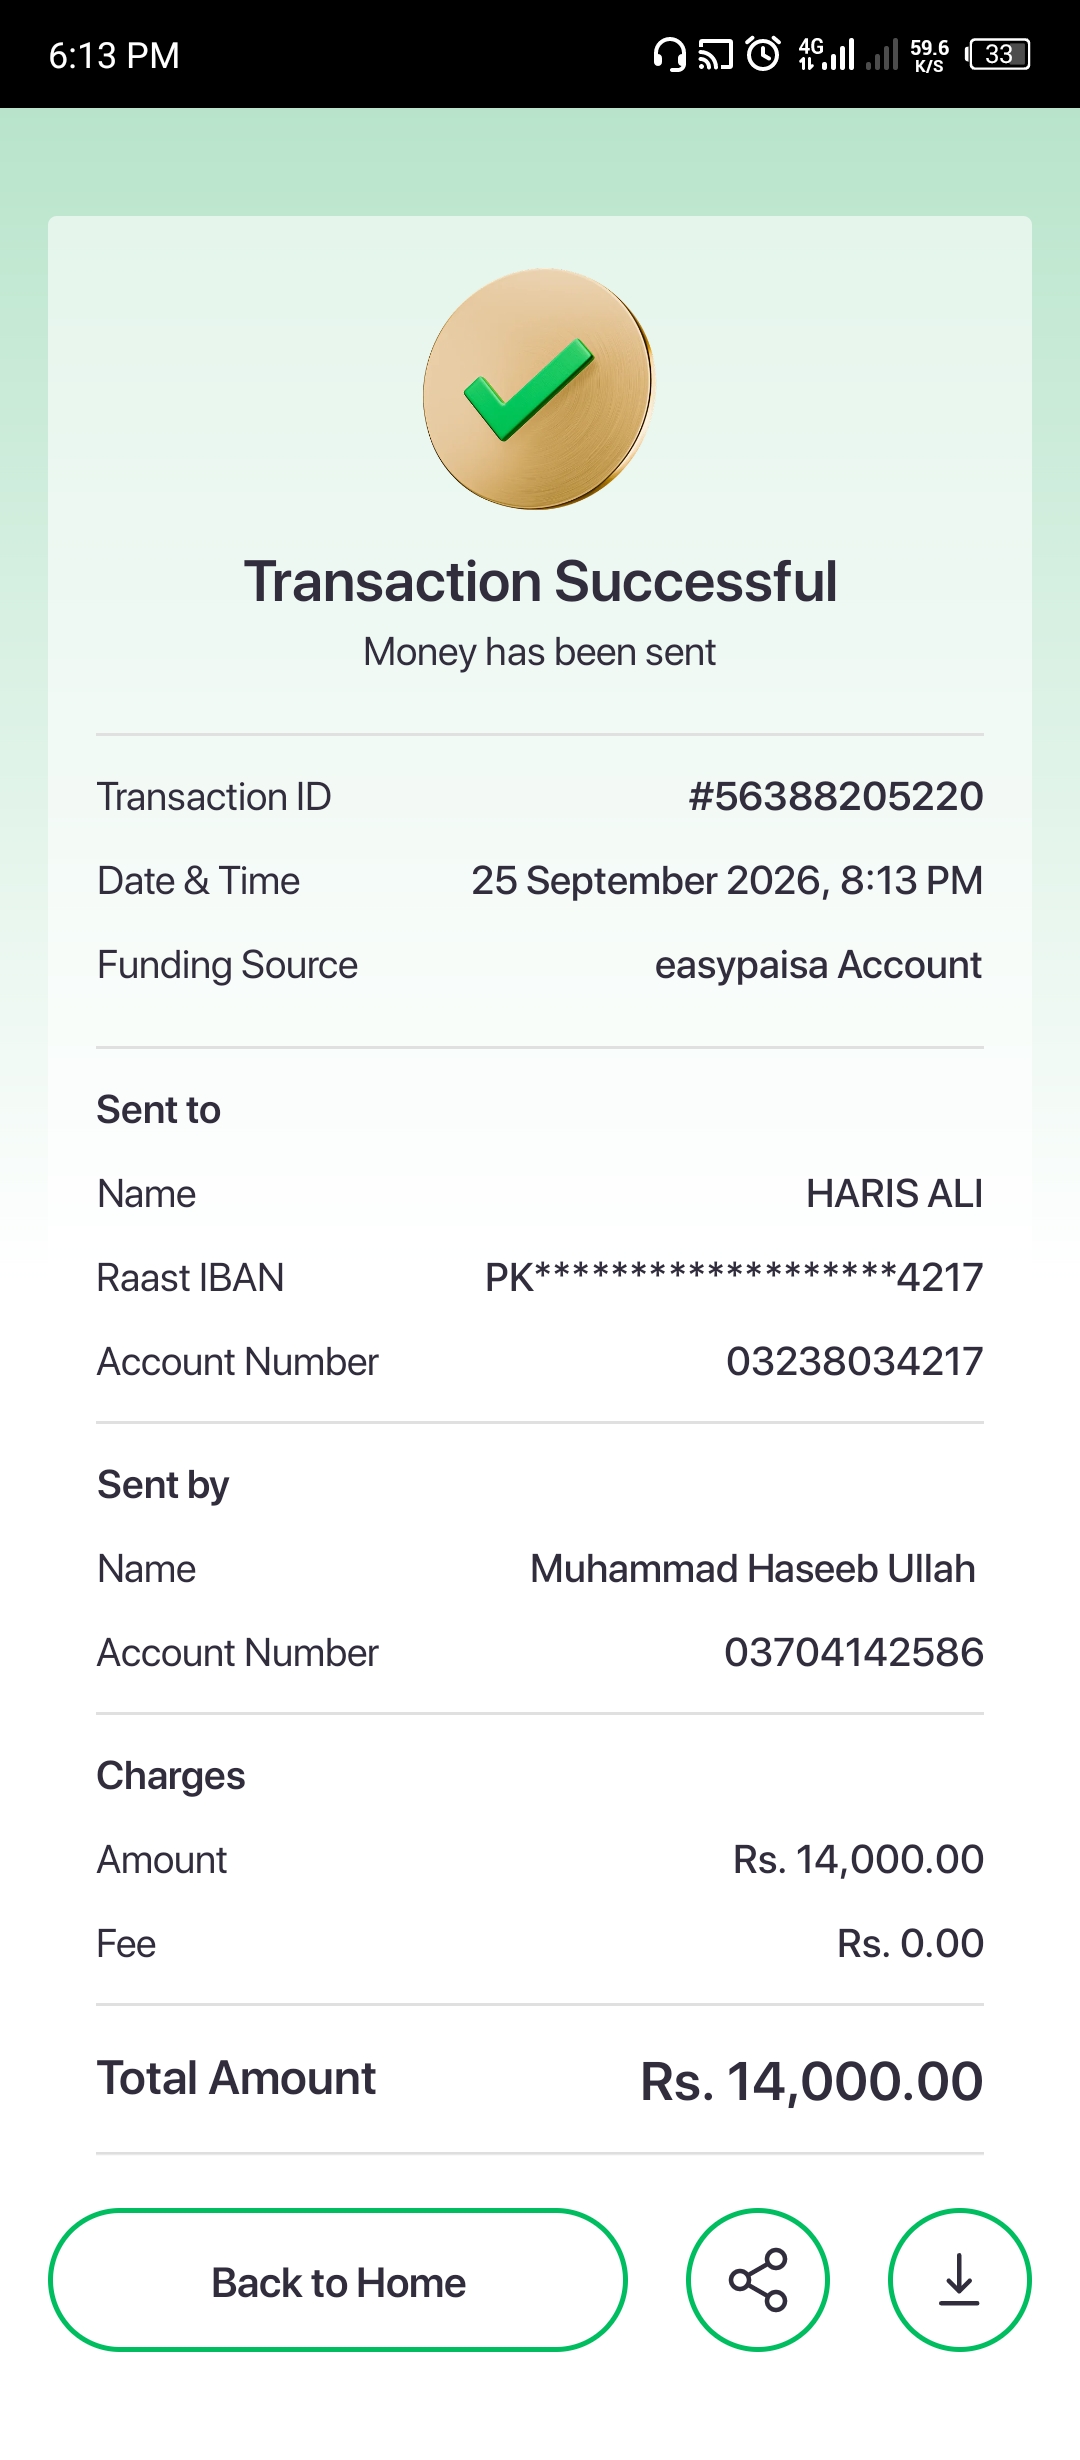 6:13 PM
4G
59.6
K/S
33
Transaction Successful
Money has been sent
Transaction ID #56388205220
Date & Time 25 September 2026, 8:13 PM
Funding Source easypaisa Account
Sent to
Name HARIS ALI
Raast IBAN PK*******************4217
Account Number 03238034217
Sent by
Name Muhammad Haseeb Ullah
Account Number 03704142586
Charges
Amount Rs. 14,000.00
Fee Rs. 0.00
Total Amount Rs. 14,000.00
Back to Home